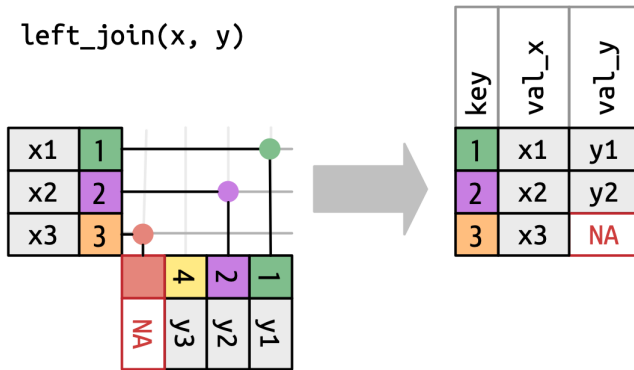 left_join(x, y)
key val_x val_y
x1 1
x2 2
x3 3
1 x1 y1
2 x2 y2
3 x3 NA
4 2 1
NA y3 y2 y1